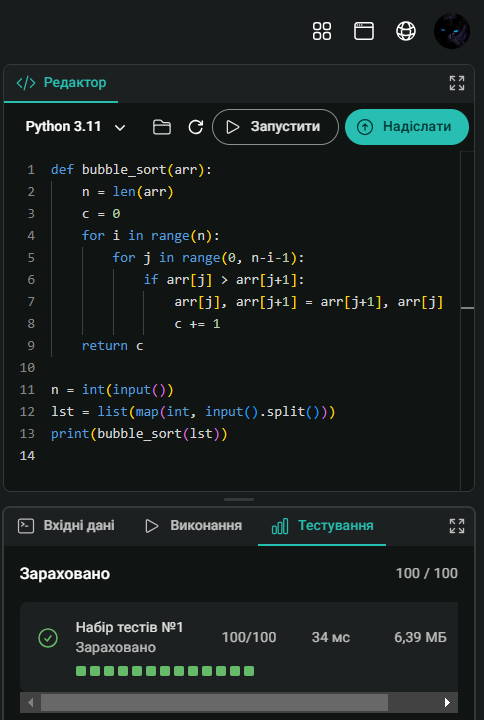 </> Редактор
Python 3.11 Запустити Надіслати
1 def bubble_sort(arr):
2 n = len(arr)
3 c = 0
4 for i in range(n):
5 for j in range(0, n-i-1):
6 if arr[j] > arr[j+1]:
7 arr[j], arr[j+1] = arr[j+1], arr[j]
8 c += 1
9 return c
10
11 n = int(input())
12 lst = list(map(int, input().split()))
13 print(bubble_sort(lst))
14
Вхідні дані Виконання Тестування
Зараховано 100 / 100
Набір тестів №1 100/100 34 мс 6,39 МБ
Зараховано